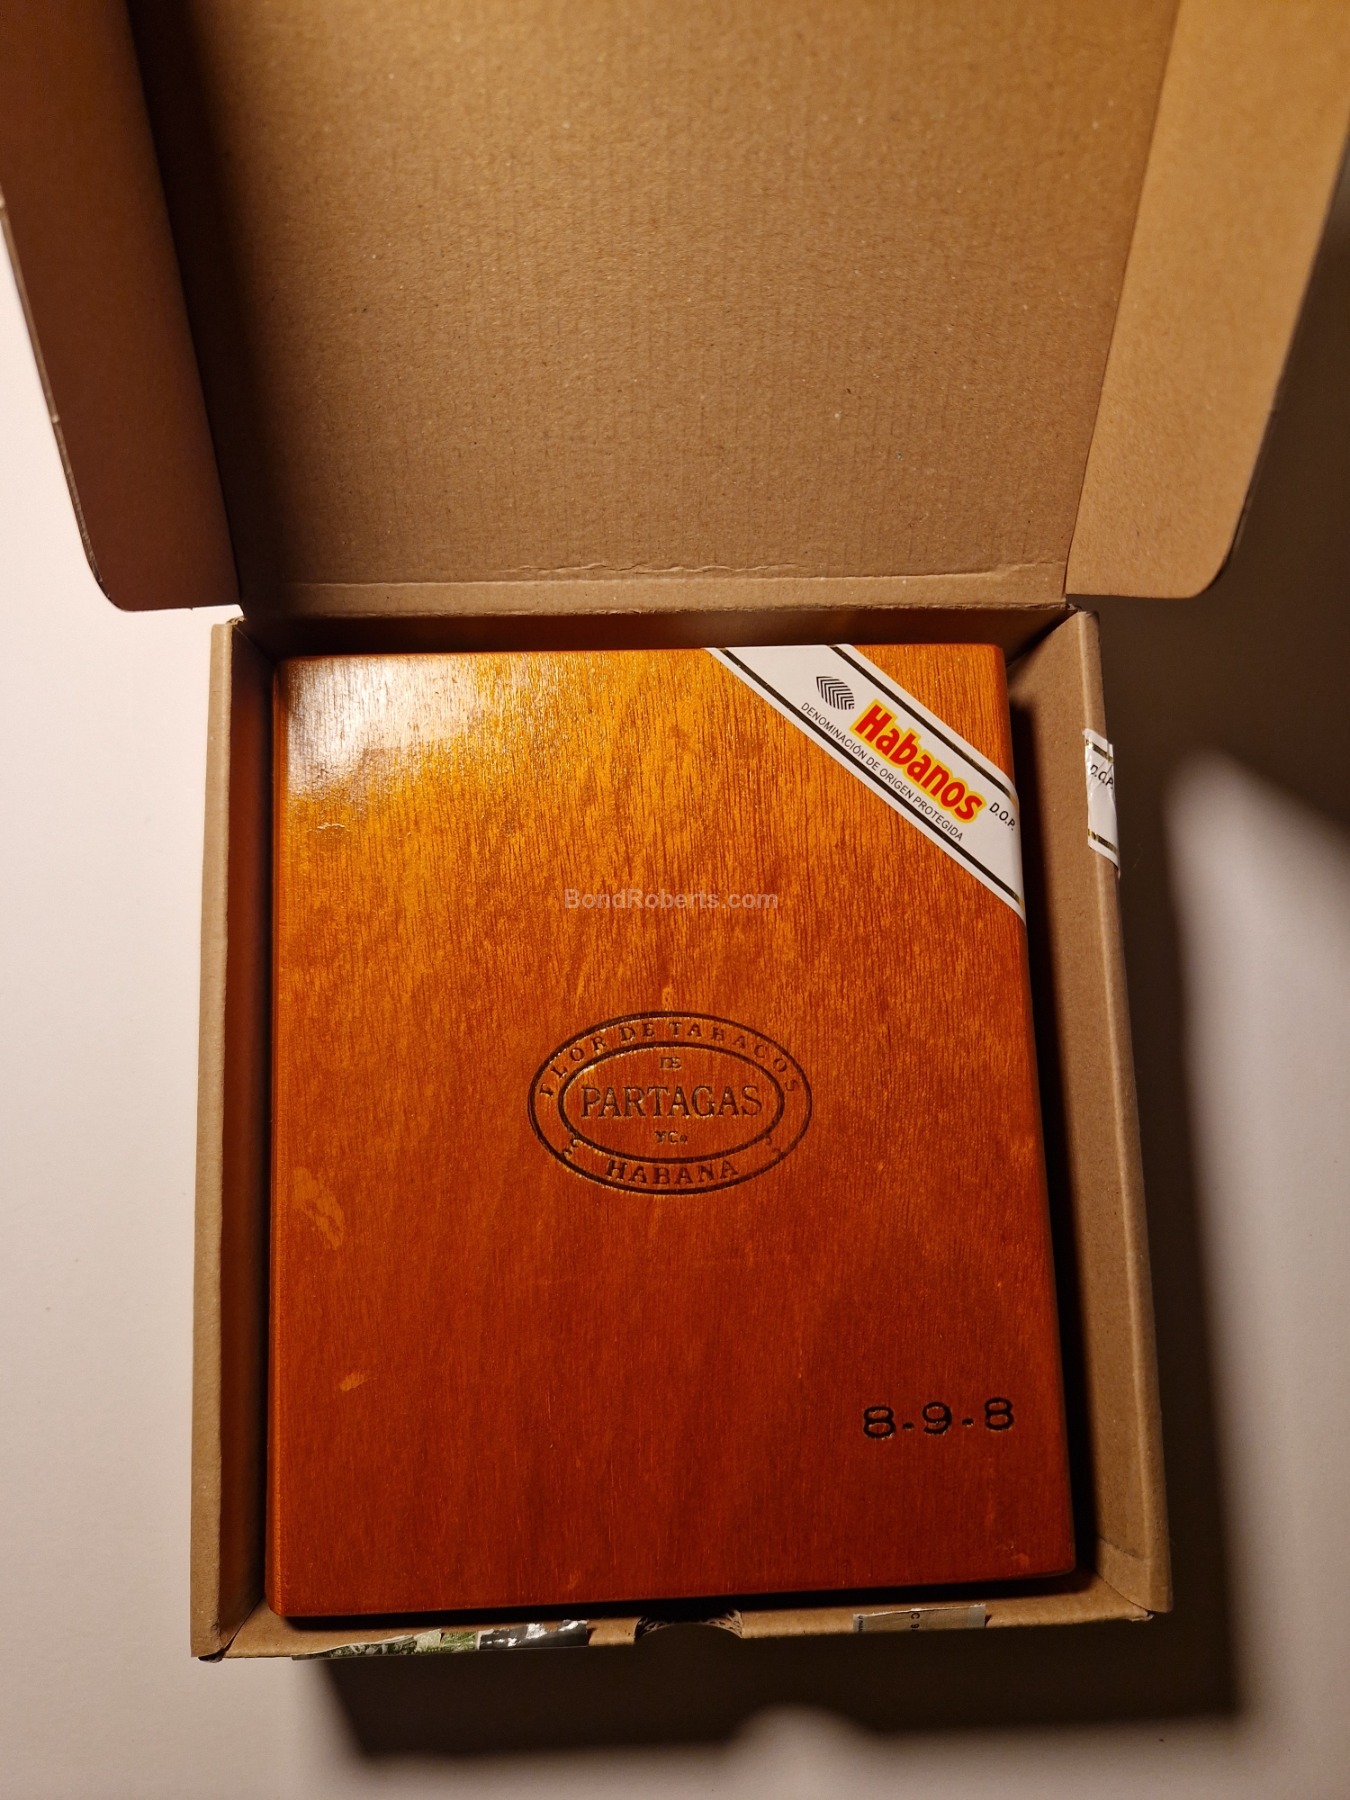 Habanos
DENOMINACIÓN DE ORIGEN PROTEGIDA
D.O.P.
D.O.P.
BondRoberts.com
FLOR DE TABACOS
DE
PARTAGAS
Y Cª
HABANA
8-9-8